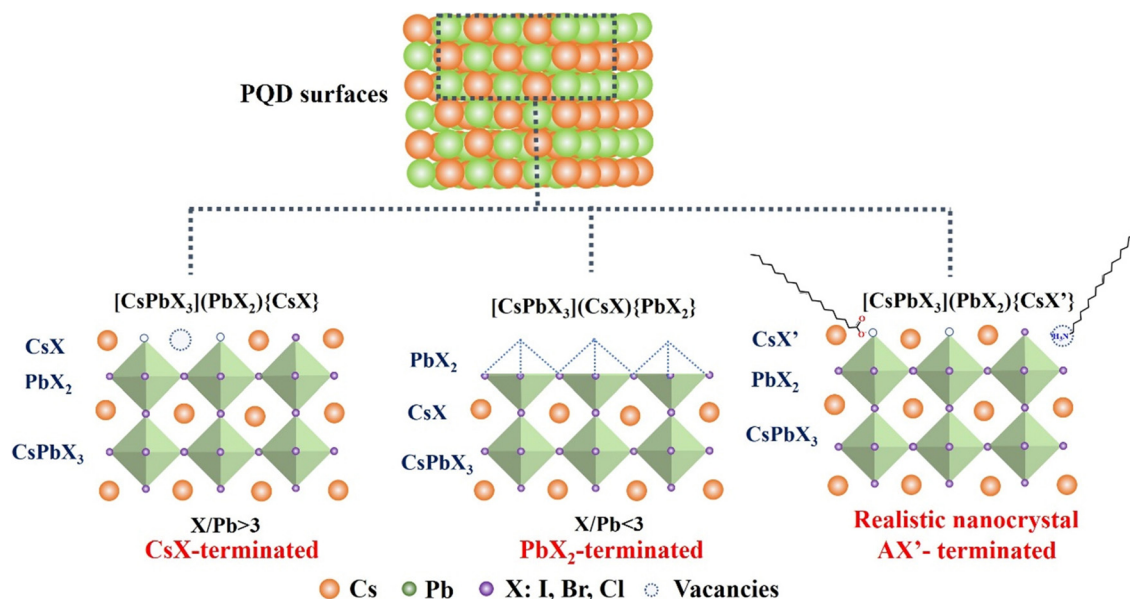 PQD surfaces
[CsPbX₃](PbX₂){CsX}
CsX
PbX₂
CsPbX₃
X/Pb>3
CsX-terminated
[CsPbX₃](CsX){PbX₂}
PbX₂
CsX
CsPbX₃
X/Pb<3
PbX₂-terminated
[CsPbX₃](PbX₂){CsX’}
O
O⁻
H₃N⁺
CsX’
PbX₂
CsPbX₃
Realistic nanocrystal
AX’- terminated
Cs Pb X: I, Br, Cl Vacancies